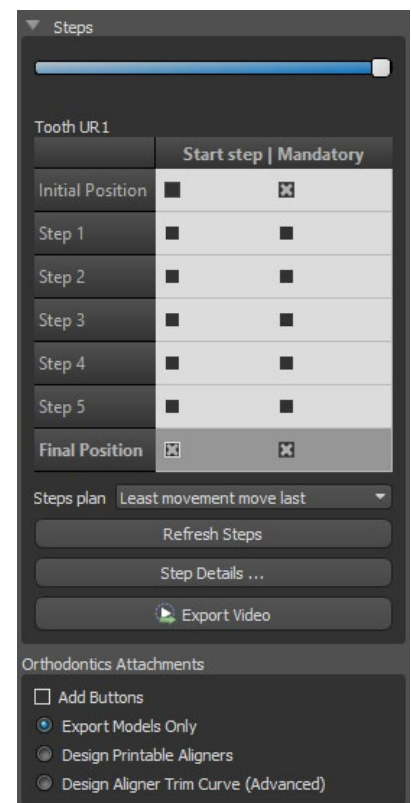 Steps
Tooth UR1
Start step | Mandatory
Initial Position
Step 1
Step 2
Step 3
Step 4
Step 5
Final Position
Steps plan Least movement move last
Refresh Steps
Step Details ...
Export Video
Orthodontics Attachments
Add Buttons
Export Models Only
Design Printable Aligners
Design Aligner Trim Curve (Advanced)